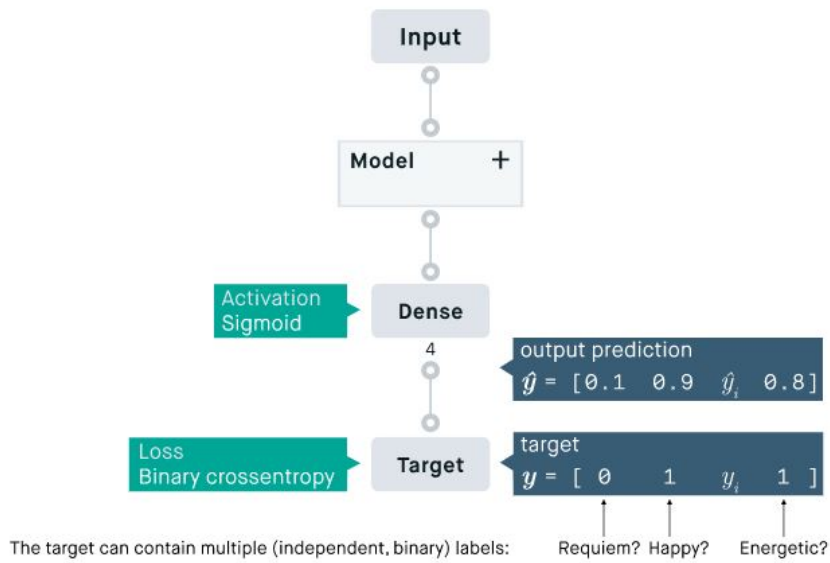 Input
Model +
Activation
Sigmoid
Dense
4
output prediction
ŷ = [0.1 0.9 ŷᵢ 0.8]
Loss
Binary crossentropy
Target
target
y = [ 0 1 yᵢ 1 ]
The target can contain multiple (independent, binary) labels: Requiem? Happy? Energetic?